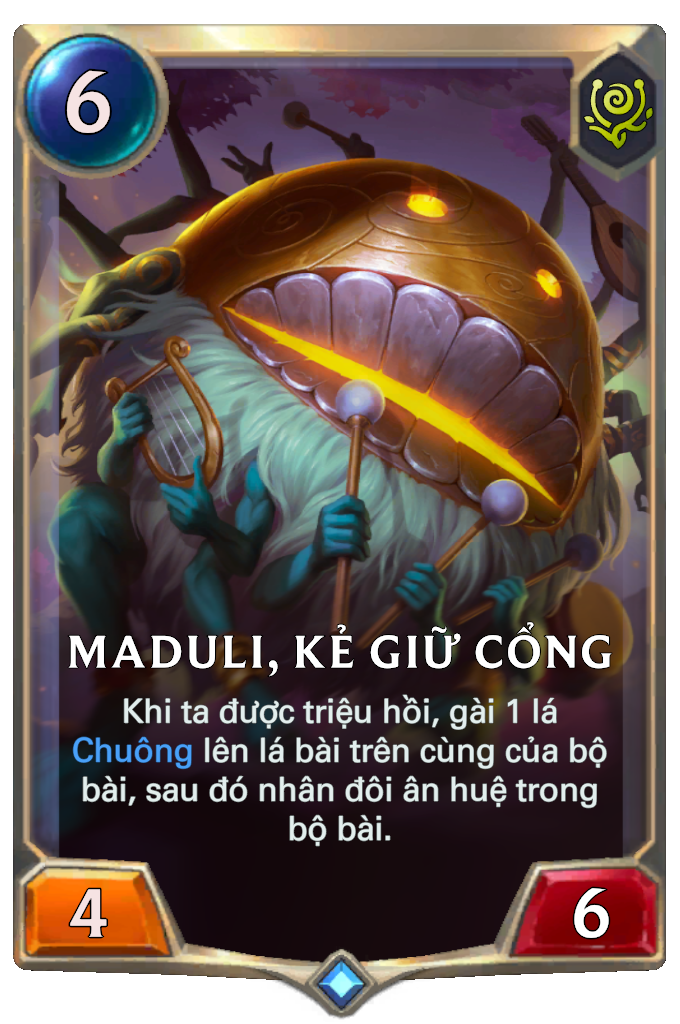 6
MADULI, KẺ GIỮ CỔNG
Khi ta được triệu hồi, gài 1 lá
Chuông lên lá bài trên cùng của bộ
bài, sau đó nhân đôi ân huệ trong
bộ bài.
4
6